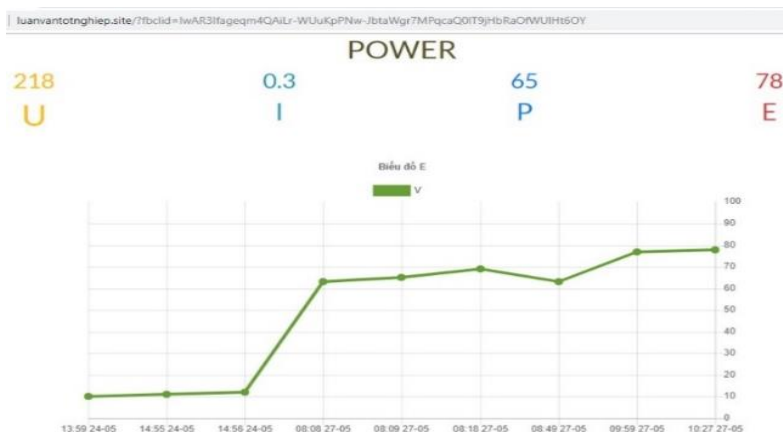 luanvantotnghiep.site/?fbclid=IwAR3Ifageqm4QAiLr-WUuKpPNw-JbtaWgr7MPqcaQ0IT9jHbRaOfWUIHt6OY
POWER
218 0.3 65 78
U I P E
Biểu đồ E
V
100
90
80
70
60
50
40
30
20
10
0
13:59 24-05 14:55 24-05 14:56 24-05 08:08 27-05 08:09 27-05 08:18 27-05 08:49 27-05 09:59 27-05 10:27 27-05